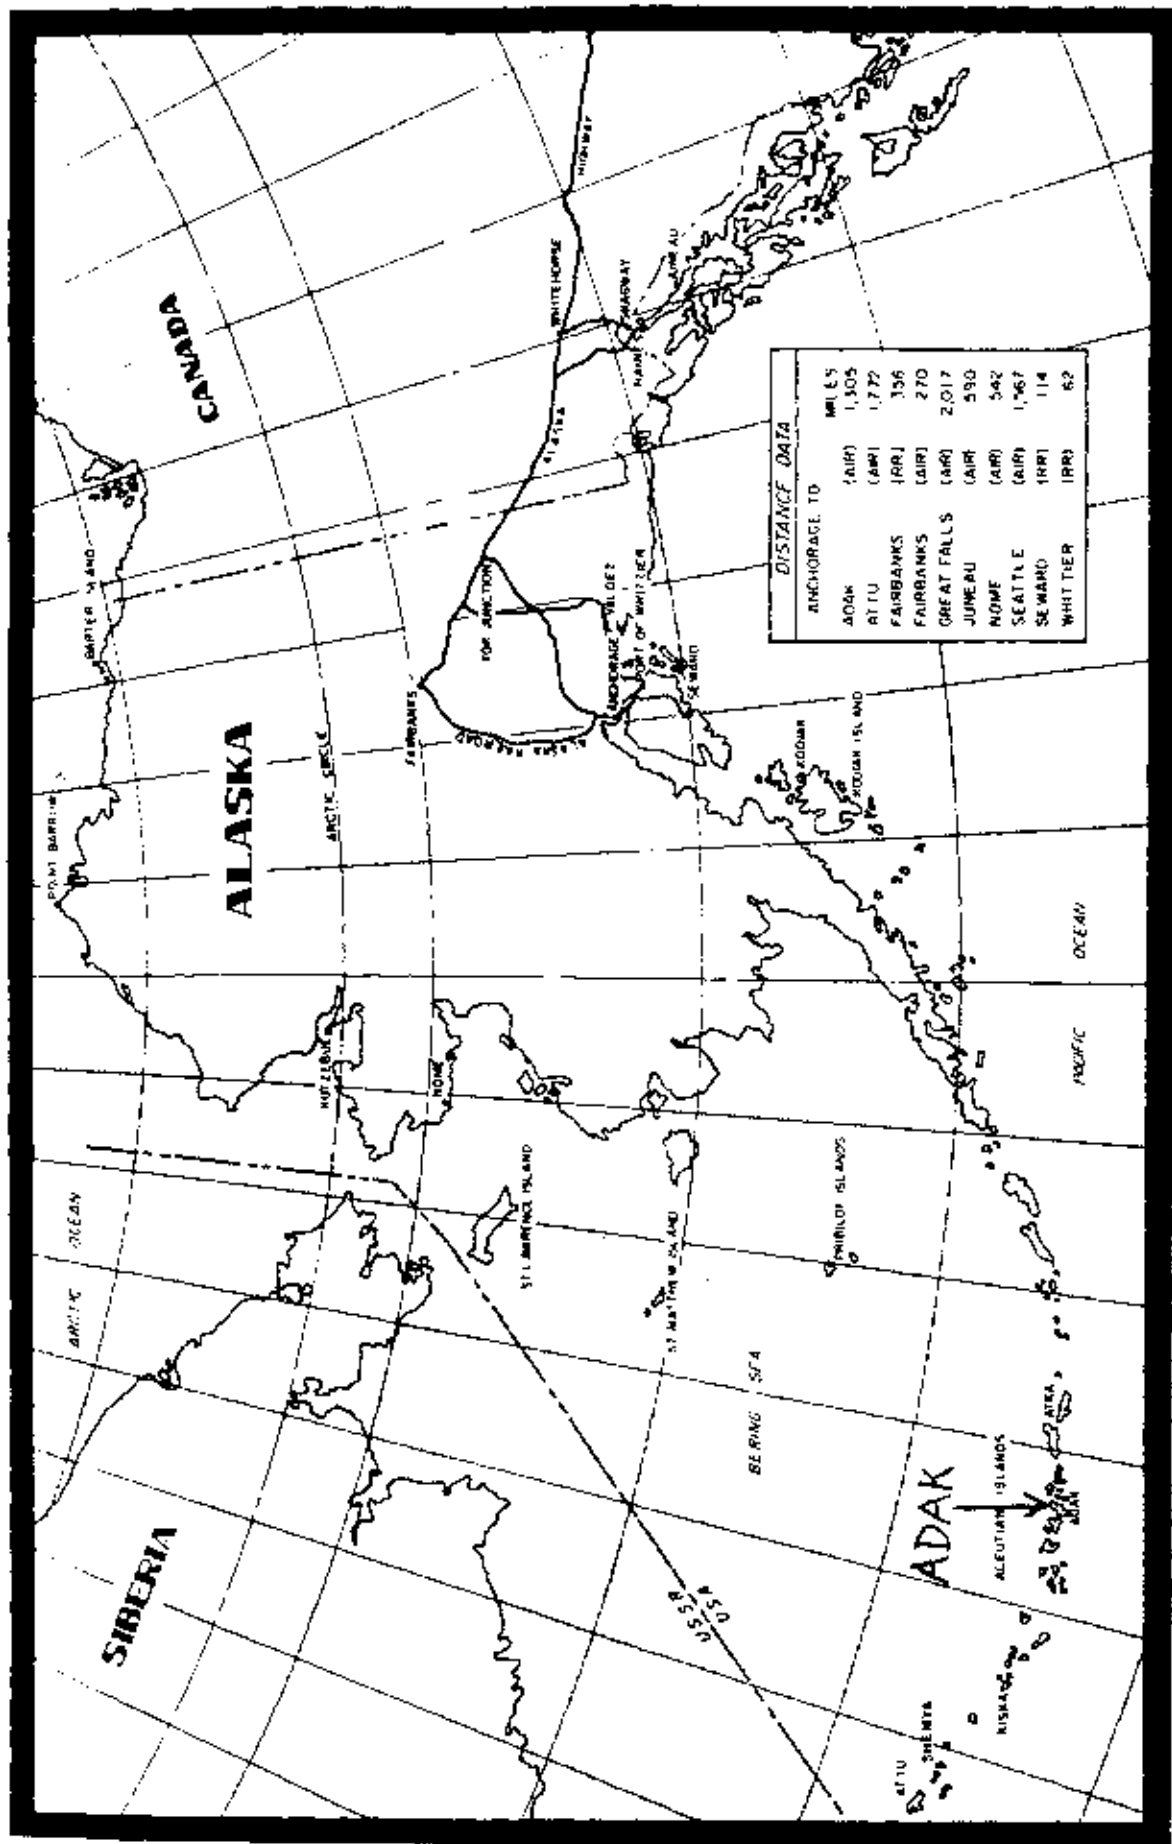 SIBERIA
ARCTIC OCEAN
ALASKA
CANADA
BARTER ISLAND
ARCTIC CIRCLE
KOTZEBUE
NOME
FAIRBANKS
ALASKA RAILROAD
ALASKA
HIGHWAY
WHITEHORSE
SKAGWAY
HAINES
JUNEAU
ANCHORAGE
VALDEZ
PORT OF WHITTIER
SEWARD
KODIAK
KODIAK ISLAND
ST LAWRENCE ISLAND
ST MATTHEW ISLAND
PRIBILOF ISLANDS
BERING SEA
USSR
USA
PACIFIC OCEAN
ADAK
ALEUTIAN ISLANDS
ATKA
ADAK
KISKA
SHEMYA
ATTU
DISTANCE DATA
ANCHORAGE TO MILES
ADAK (AIR) 1,305
ATTU (AIR) 1,772
FAIRBANKS (RR) 356
FAIRBANKS (AIR) 270
GREAT FALLS (AIR) 2,017
JUNEAU (AIR) 590
NOME (AIR) 542
SEATTLE (AIR) 1,567
SEWARD (RR) 114
WHITTIER (RR) 62